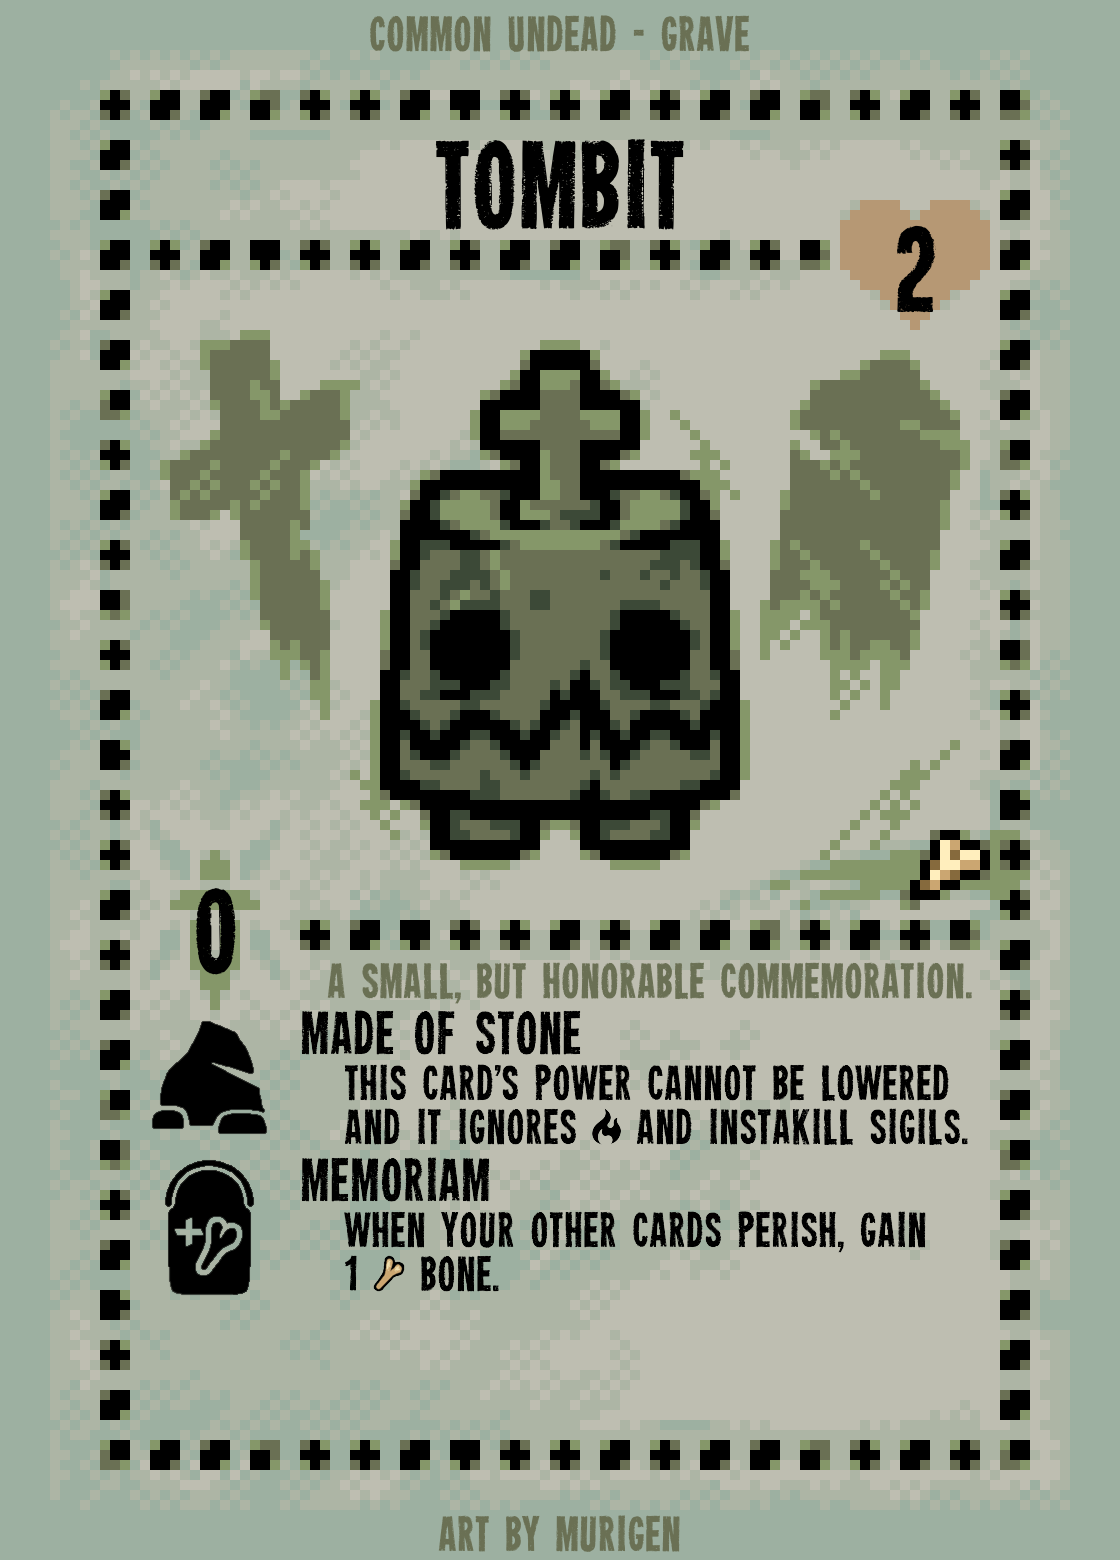 COMMON UNDEAD - GRAVE
TOMBIT
2
0
A SMALL, BUT HONORABLE COMMEMORATION.
MADE OF STONE
THIS CARD'S POWER CANNOT BE LOWERED
AND IT IGNORES AND INSTAKILL SIGILS.
MEMORIAM
WHEN YOUR OTHER CARDS PERISH, GAIN
1 BONE.
ART BY MURIGEN